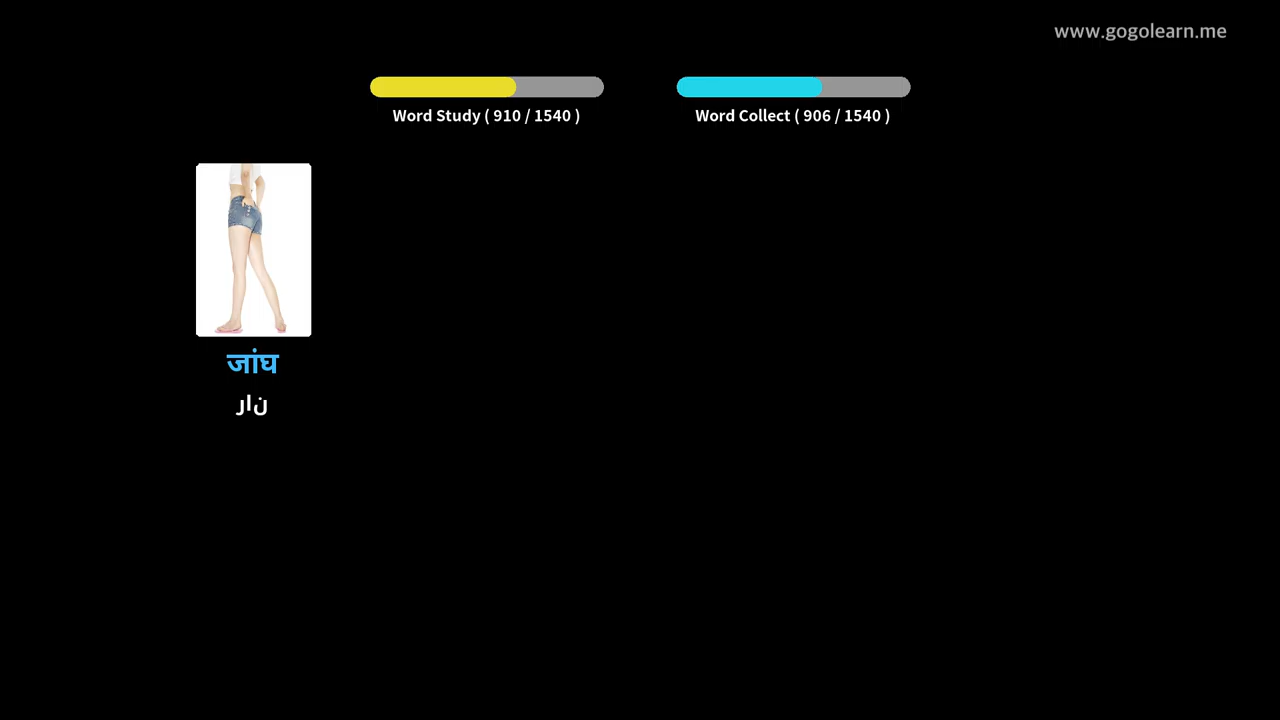 www.gogolearn.me
Word Study ( 910 / 1540 )
Word Collect ( 906 / 1540 )
जांघ
ران